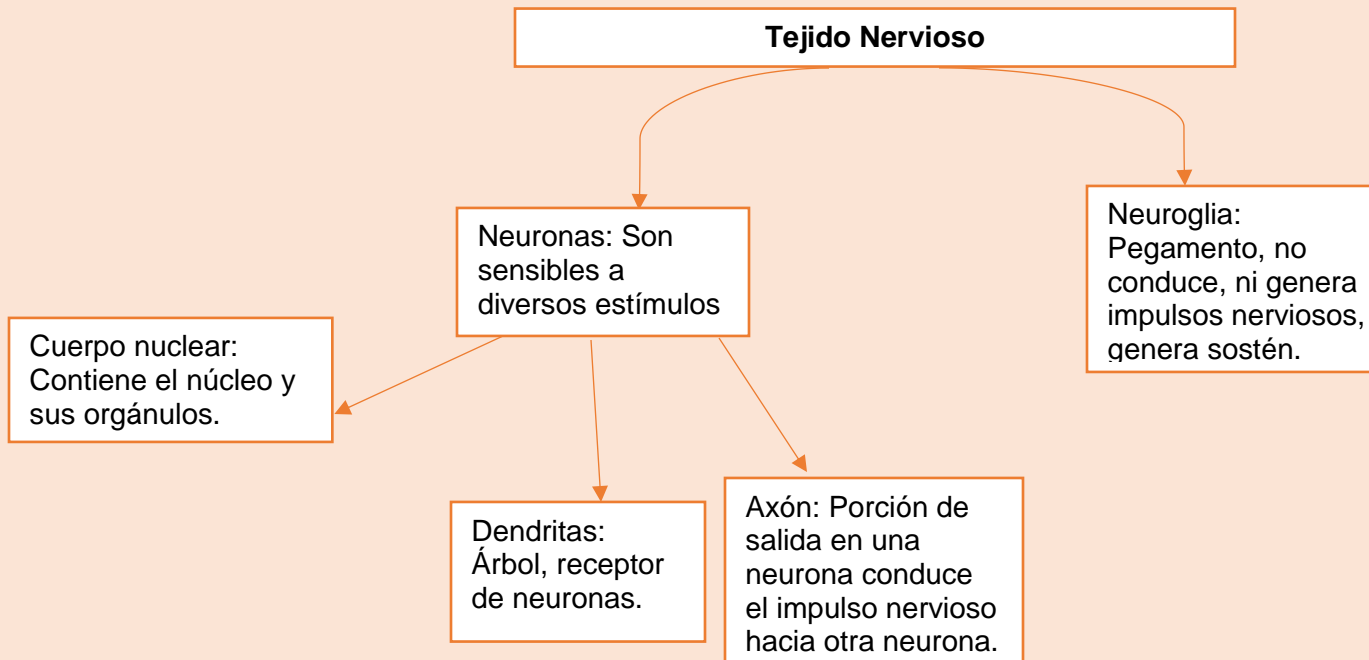 Tejido Nervioso
Neuronas: Son
sensibles a
diversos estímulos
Neuroglia:
Pegamento, no
conduce, ni genera
impulsos nerviosos,
genera sostén.
Cuerpo nuclear:
Contiene el núcleo y
sus orgánulos.
Dendritas:
Árbol, receptor
de neuronas.
Axón: Porción de
salida en una
neurona conduce
el impulso nervioso
hacia otra neurona.